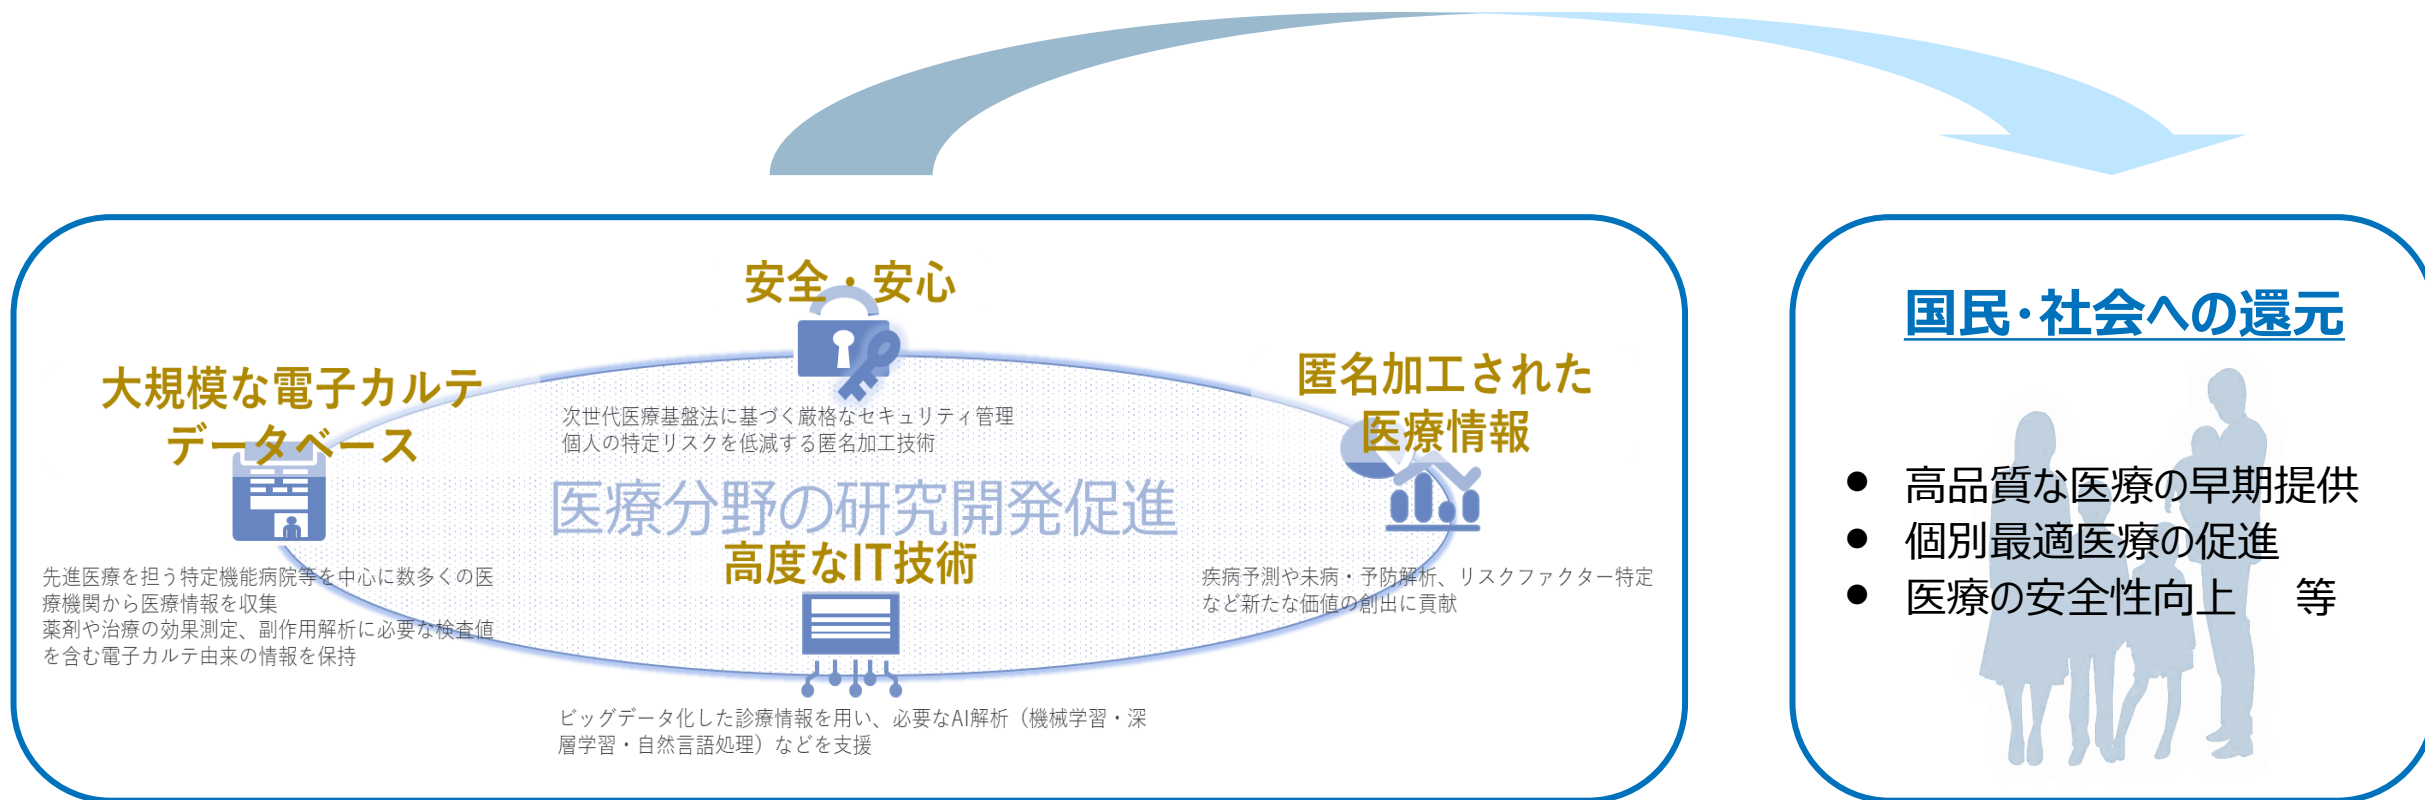 安全・安心
次世代医療基盤法に基づく厳格なセキュリティ管理
個人の特定リスクを低減する匿名加工技術
大規模な電子カルテ
データベース
先進医療を担う特定機能病院等を中心に数多くの医
療機関から医療情報を収集
薬剤や治療の効果測定、副作用解析に必要な検査値
を含む電子カルテ由来の情報を保持
医療分野の研究開発促進
高度なIT技術
ビッグデータ化した診療情報を用い、必要なAI解析（機械学習・深
層学習・自然言語処理）などを支援
匿名加工された
医療情報
疾病予測や未病・予防解析、リスクファクター特定
など新たな価値の創出に貢献
国民・社会への還元
● 高品質な医療の早期提供
● 個別最適医療の促進
● 医療の安全性向上　等